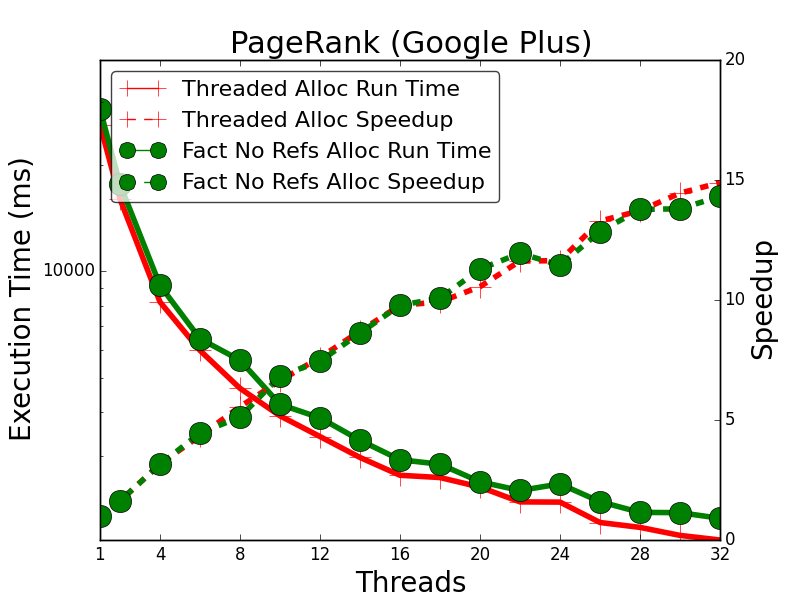 PageRank (Google Plus)
Threaded Alloc Run Time
Threaded Alloc Speedup
Fact No Refs Alloc Run Time
Fact No Refs Alloc Speedup
Execution Time (ms)
10000
20
15
10
5
0
Speedup
1 4 8 12 16 20 24 28 32
Threads